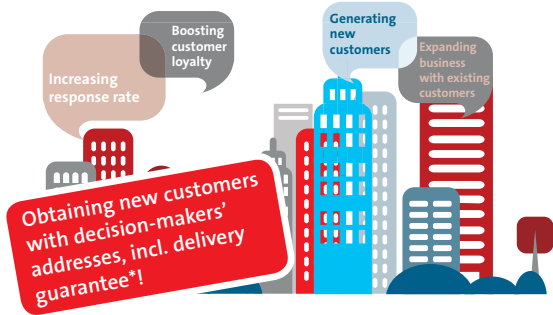 Increasing
response rate
Boosting
customer
loyalty
Generating
new
customers
Expanding
business
with existing
customers
Obtaining new customers
with decision-makers’
addresses, incl. delivery
guarantee*!